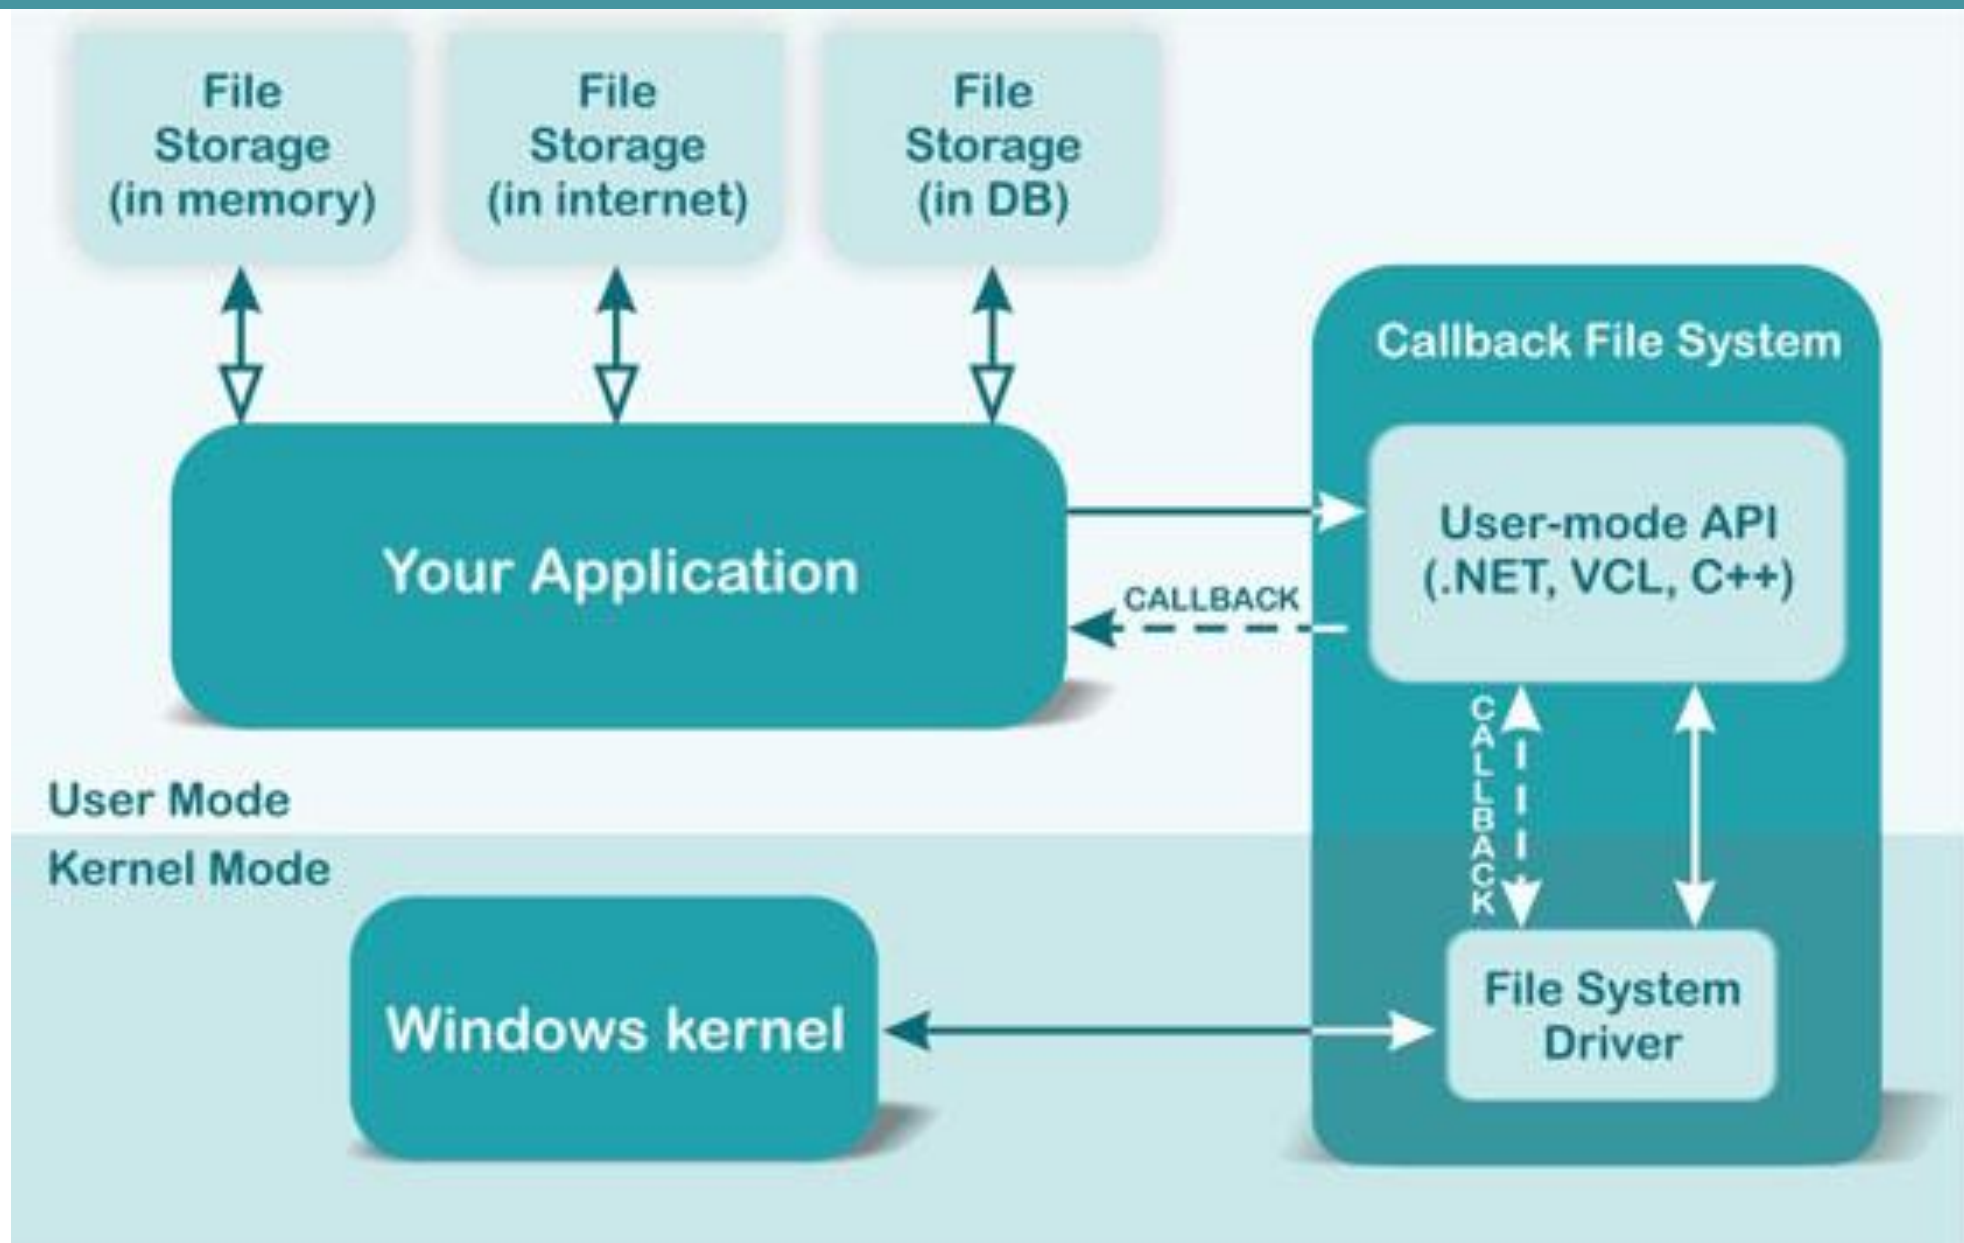 File
Storage
(in memory)
File
Storage
(in internet)
File
Storage
(in DB)
Callback File System
User-mode API
(.NET, VCL, C++)
Your Application
CALLBACK
CALLBACK
User Mode
Kernel Mode
Windows kernel
File System
Driver